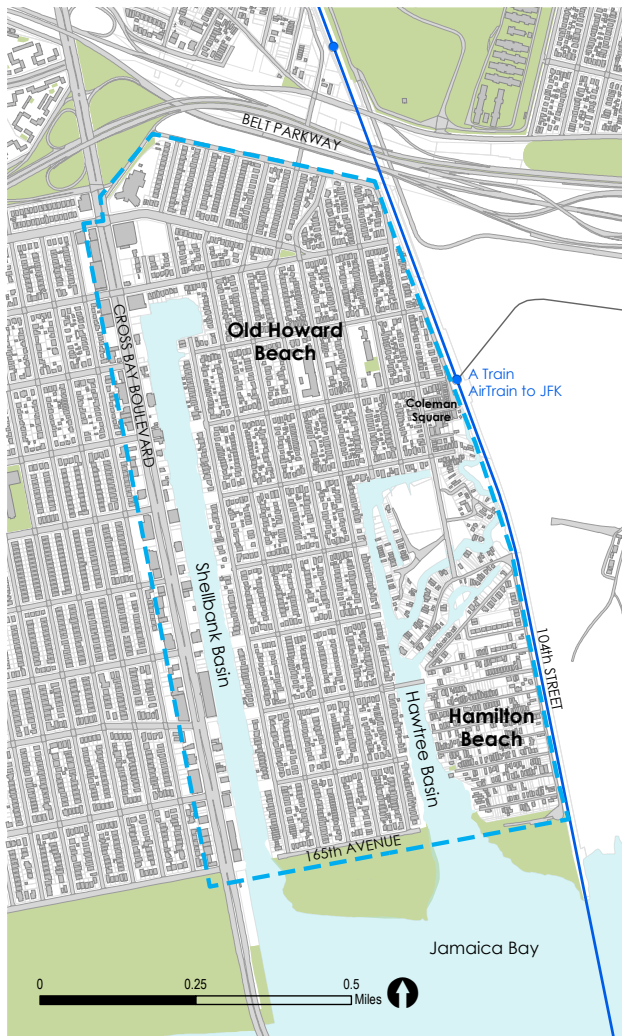 BELT PARKWAY
CROSS BAY BOULEVARD
Old Howard
Beach
A Train
AirTrain to JFK
Coleman
Square
Shellbank Basin
104th STREET
Hawtree Basin
Hamilton
Beach
165th AVENUE
Jamaica Bay
0 0.25 0.5
Miles